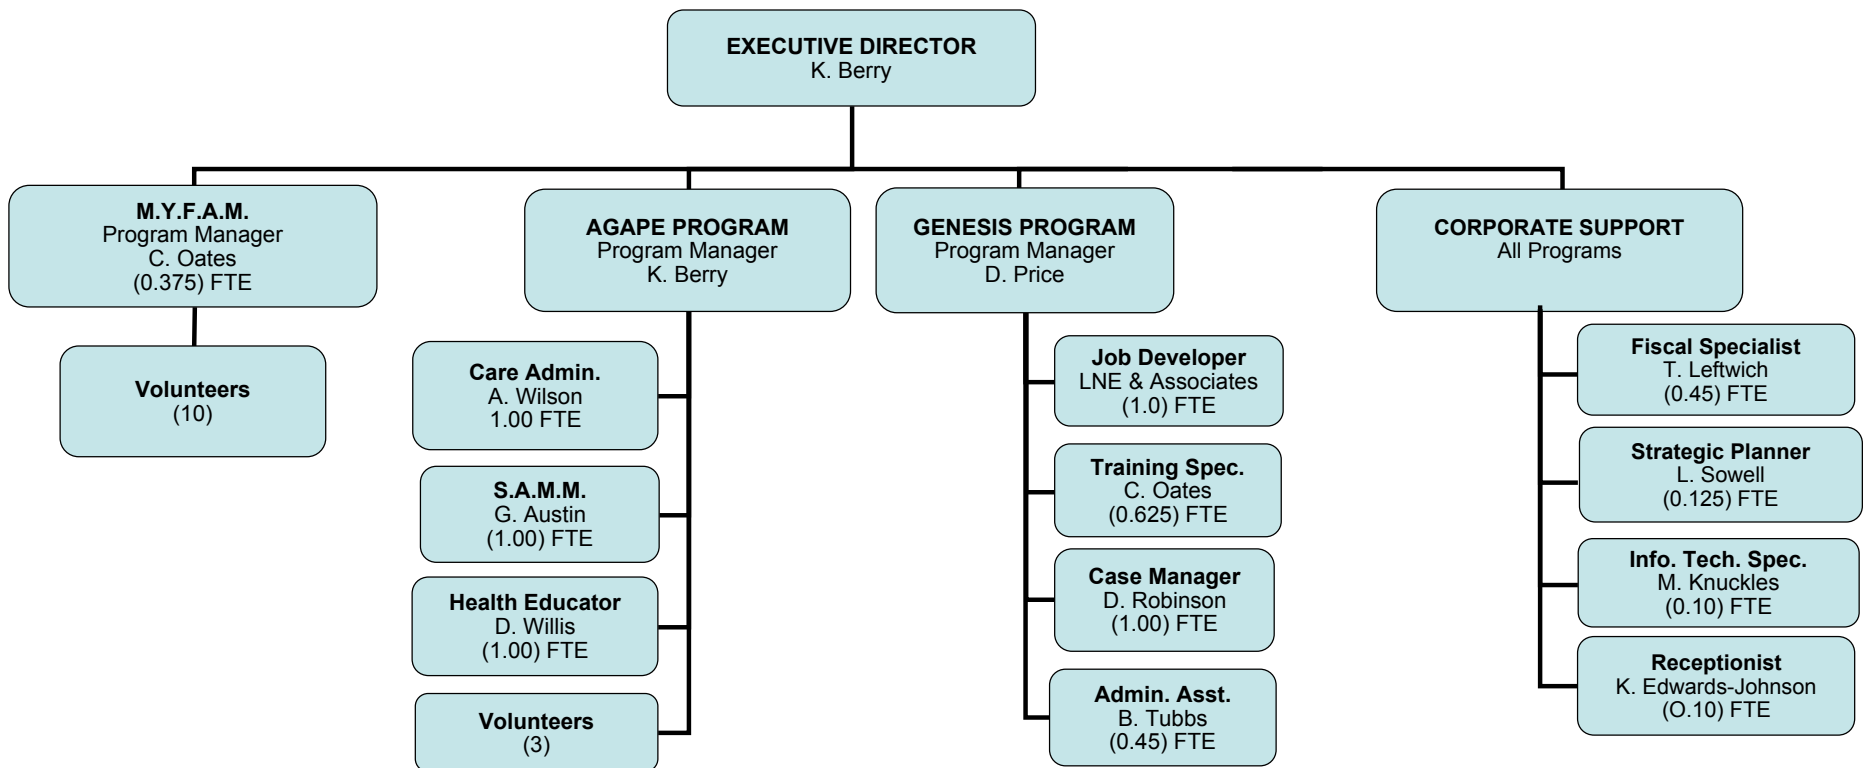 EXECUTIVE DIRECTOR
K. Berry
M.Y.F.A.M.
Program Manager
C. Oates
(0.375) FTE
Volunteers
(10)
AGAPE PROGRAM
Program Manager
K. Berry
Care Admin.
A. Wilson
1.00 FTE
S.A.M.M.
G. Austin
(1.00) FTE
Health Educator
D. Willis
(1.00) FTE
Volunteers
(3)
GENESIS PROGRAM
Program Manager
D. Price
Job Developer
LNE & Associates
(1.0) FTE
Training Spec.
C. Oates
(0.625) FTE
Case Manager
D. Robinson
(1.00) FTE
Admin. Asst.
B. Tubbs
(0.45) FTE
CORPORATE SUPPORT
All Programs
Fiscal Specialist
T. Leftwich
(0.45) FTE
Strategic Planner
L. Sowell
(0.125) FTE
Info. Tech. Spec.
M. Knuckles
(0.10) FTE
Receptionist
K. Edwards-Johnson
(O.10) FTE